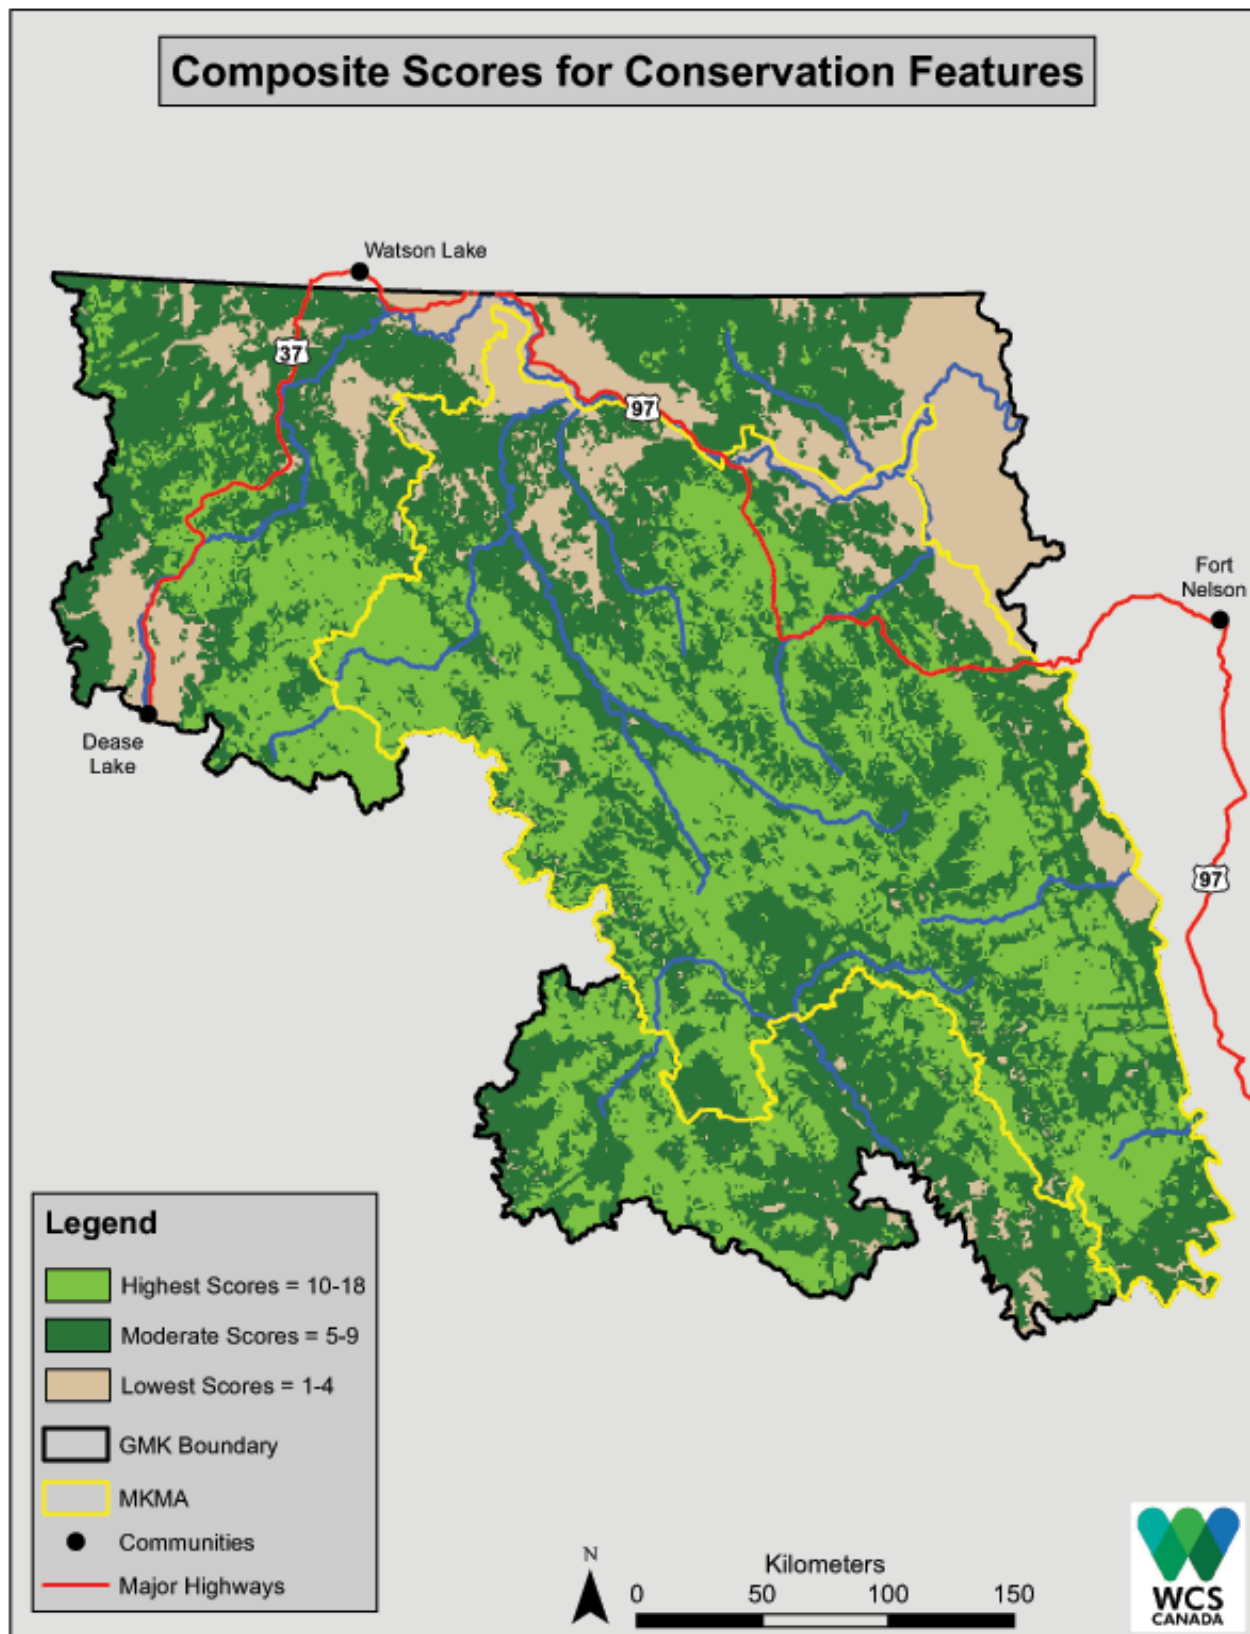 Composite Scores for Conservation Features
Watson Lake
37
97
Fort
Nelson
Dease
Lake
97
Legend
Highest Scores = 10-18
Moderate Scores = 5-9
Lowest Scores = 1-4
GMK Boundary
MKMA
Communities
Major Highways
N
Kilometers
0 50 100 150
WCS
CANADA